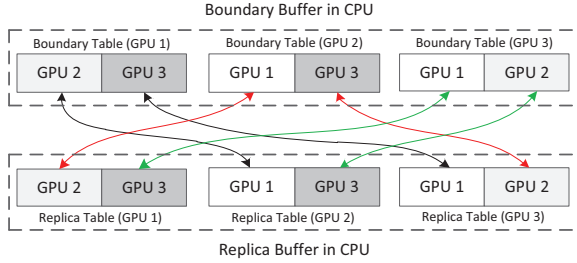 Boundary Buffer in CPU
Boundary Table (GPU 1) Boundary Table (GPU 2) Boundary Table (GPU 3)
GPU 2 GPU 3 GPU 1 GPU 3 GPU 1 GPU 2
GPU 2 GPU 3 GPU 1 GPU 3 GPU 1 GPU 2
Replica Table (GPU 1) Replica Table (GPU 2) Replica Table (GPU 3)
Replica Buffer in CPU